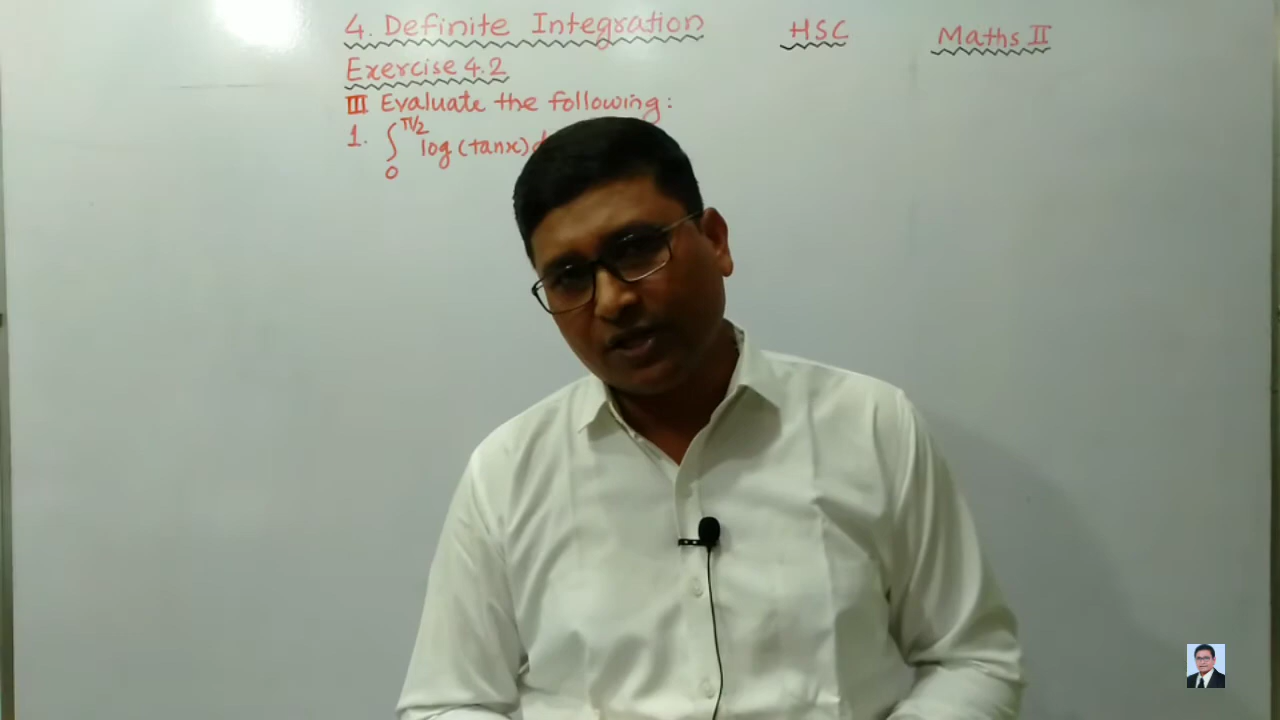 4. Definite Integration HSC Maths II
Exercise 4.2
III Evaluate the following:
1. ∫₀^π/2 log (tanx) d